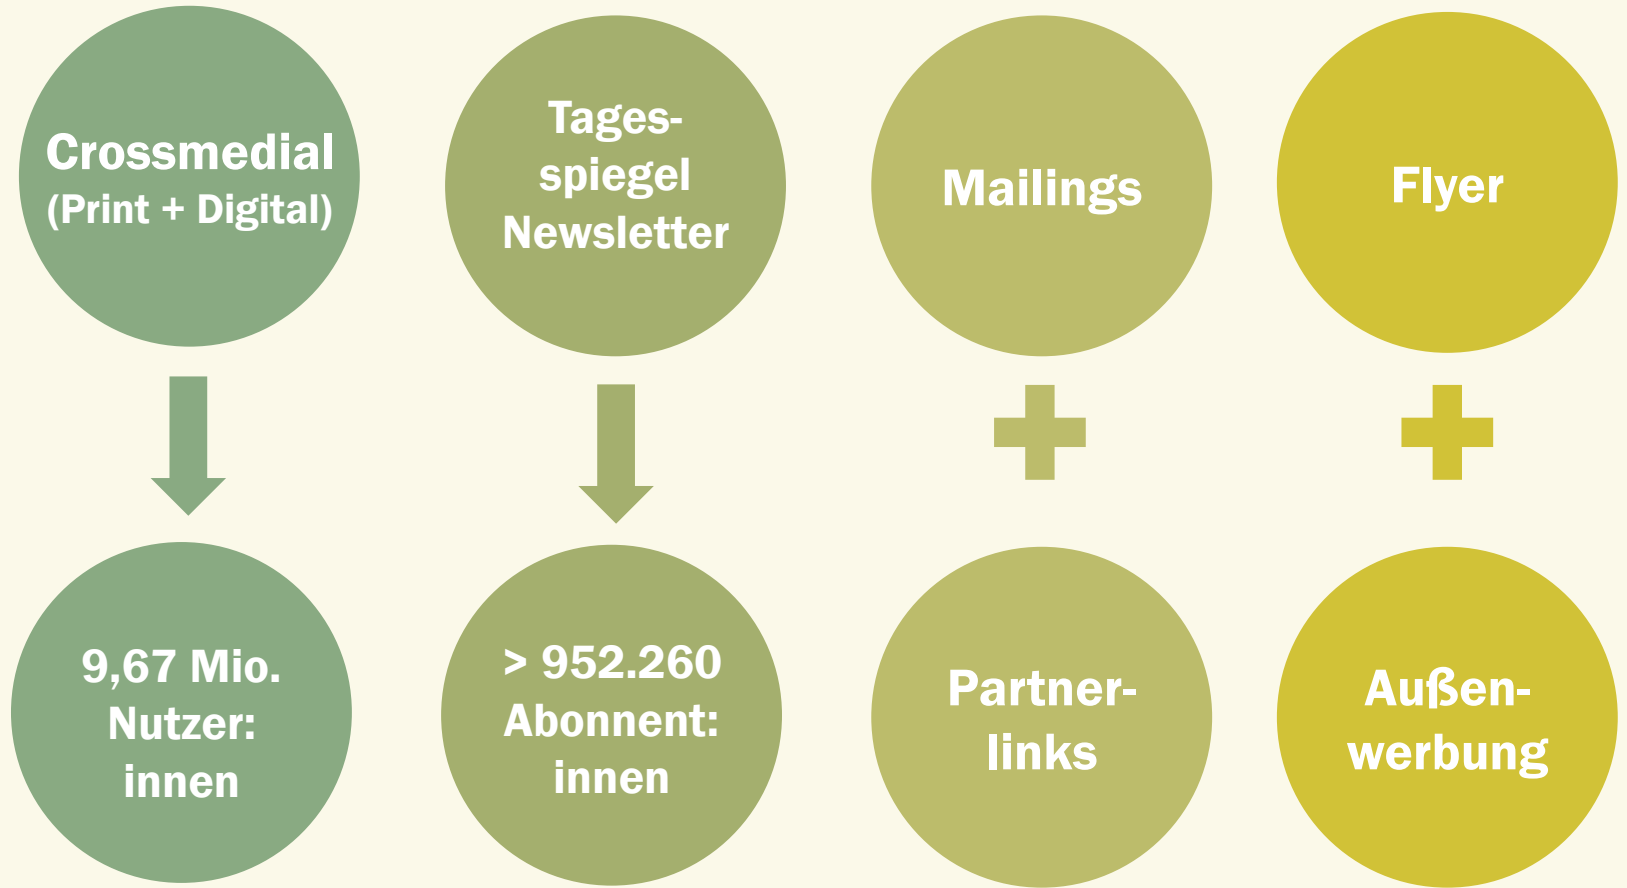 Crossmedial
(Print + Digital)
Tages-
spiegel
Newsletter
Mailings
Flyer
9,67 Mio.
Nutzer:
innen
> 952.260
Abonnent:
innen
Partner-
links
Außen-
werbung